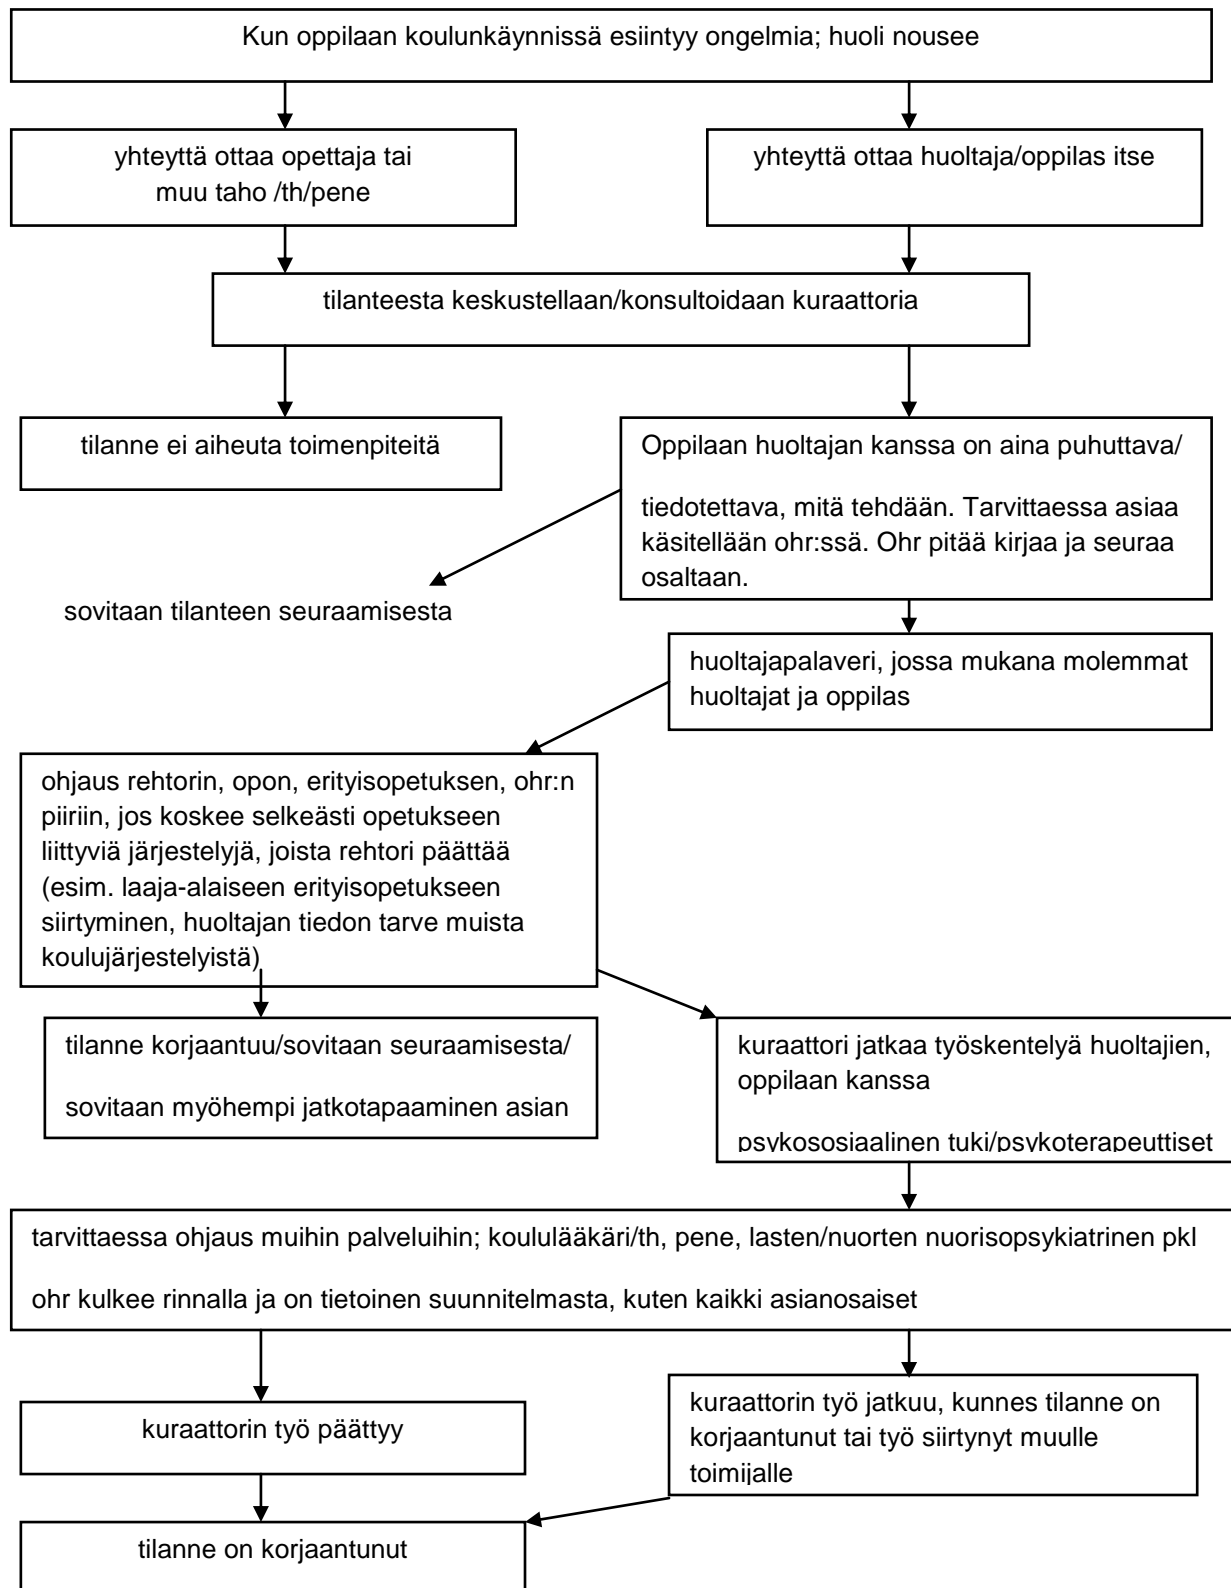 Kun oppilaan koulunkäynnissä esiintyy ongelmia; huoli nousee
yhteyttä ottaa opettaja tai
muu taho /th/pene
yhteyttä ottaa huoltaja/oppilas itse
tilanteesta keskustellaan/konsultoidaan kuraattoria
tilanne ei aiheuta toimenpiteitä
Oppilaan huoltajan kanssa on aina puhuttava/
tiedotettava, mitä tehdään. Tarvittaessa asiaa
käsitellään ohr:ssä. Ohr pitää kirjaa ja seuraa
osaltaan.
sovitaan tilanteen seuraamisesta
huoltajapalaveri, jossa mukana molemmat
huoltajat ja oppilas
ohjaus rehtorin, opon, erityisopetuksen, ohr:n
piiriin, jos koskee selkeästi opetukseen
liittyviä järjestelyjä, joista rehtori päättää
(esim. laaja-alaiseen erityisopetukseen
siirtyminen, huoltajan tiedon tarve muista
koulujärjestelyistä)
tilanne korjaantuu/sovitaan seuraamisesta/
sovitaan myöhempi jatkotapaaminen asian
kuraattori jatkaa työskentelyä huoltajien,
oppilaan kanssa
psykososiaalinen tuki/psykoterapeuttiset
tarvittaessa ohjaus muihin palveluihin; koululääkäri/th, pene, lasten/nuorten nuorisopsykiatrinen pkl
ohr kulkee rinnalla ja on tietoinen suunnitelmasta, kuten kaikki asianosaiset
kuraattorin työ päättyy
kuraattorin työ jatkuu, kunnes tilanne on
korjaantunut tai työ siirtynyt muulle
toimijalle
tilanne on korjaantunut